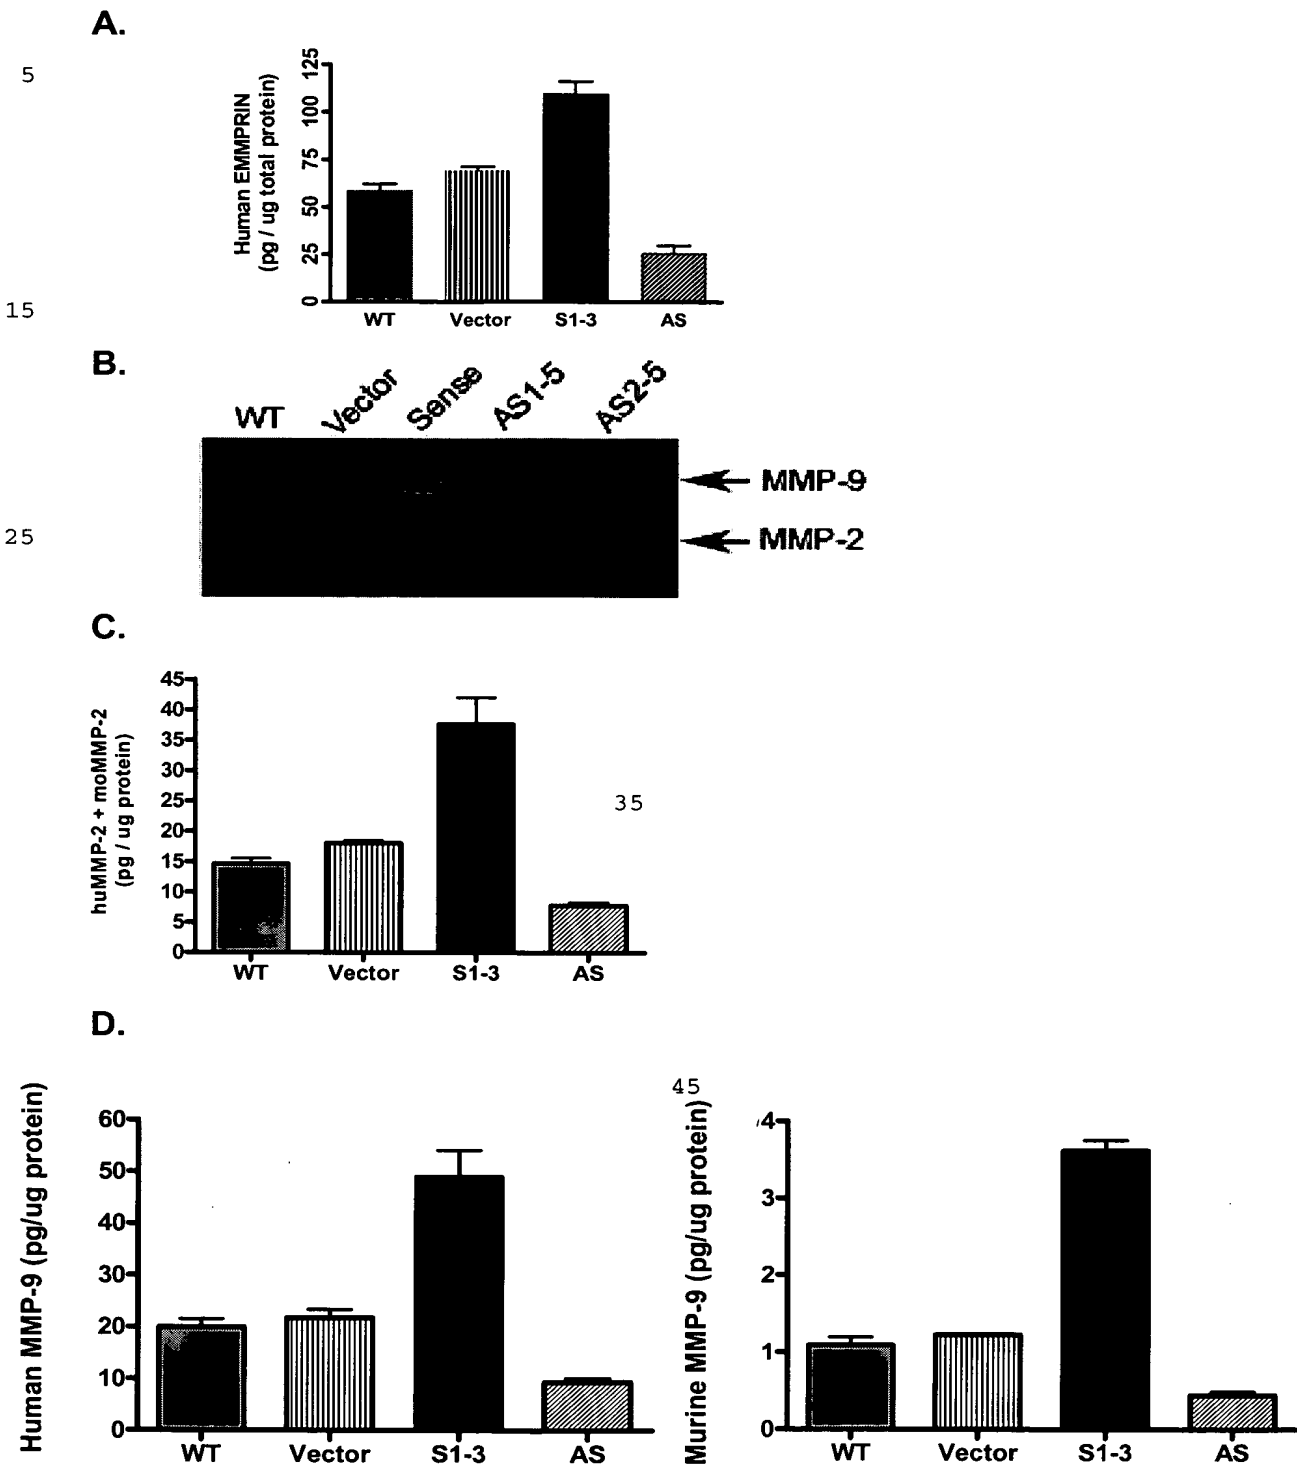 A.
5
15
25
Human EMMPRIN
(pg / ug total protein)
125
100
75
50
25
0
WT Vector S1-3 AS
B.
WT Vector Sense AS1-5 AS2-5
MMP-9
MMP-2
C.
huMMP-2 + moMMP-2
(pg / ug protein)
45
40
35
30
25
20
15
10
5
0
WT Vector S1-3 AS
35
D.
Human MMP-9 (pg/ug protein)
60
50
40
30
20
10
0
WT Vector S1-3 AS
45
Murine MMP-9 (pg/ug protein)
4
3
2
1
0
WT Vector S1-3 AS